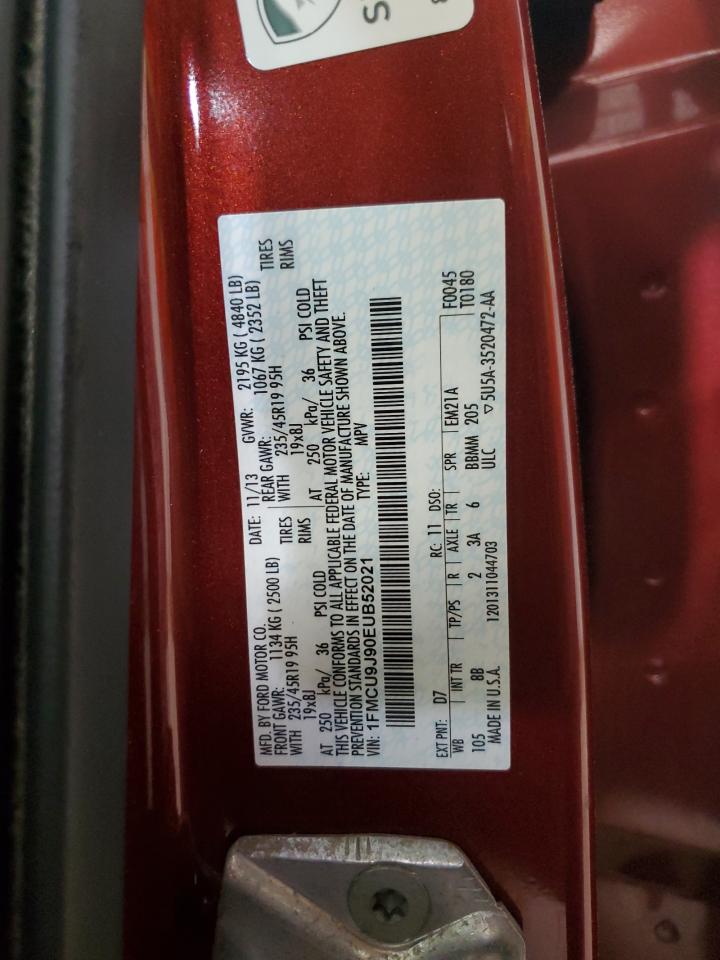 MFD. BY FORD MOTOR CO. DATE: 11/13 GVWR: 2195 KG ( 4840 LB)
FRONT GAWR: 1134 KG ( 2500 LB) REAR GAWR: 1067 KG ( 2352 LB)
WITH 235/45R19 95H TIRES WITH 235/45R19 95H TIRES
19x8J RIMS 19x8J RIMS
AT 250 kPa/ 36 PSI COLD AT 250 kPa/ 36 PSI COLD
THIS VEHICLE CONFORMS TO ALL APPLICABLE FEDERAL MOTOR VEHICLE SAFETY AND THEFT
PREVENTION STANDARDS IN EFFECT ON THE DATE OF MANUFACTURE SHOWN ABOVE.
VIN: 1FMCU9J90EUB52021 TYPE: MPV
EXT PNT: D7 RC: 11 DSO: F0045
WB INT TR TP/PS R AXLE TR SPR EM21A T0180
105 8B 2 3A 6 BBMM 205
MADE IN U.S.A. 1201311044703 ULC ▽5U5A-3520472-AA